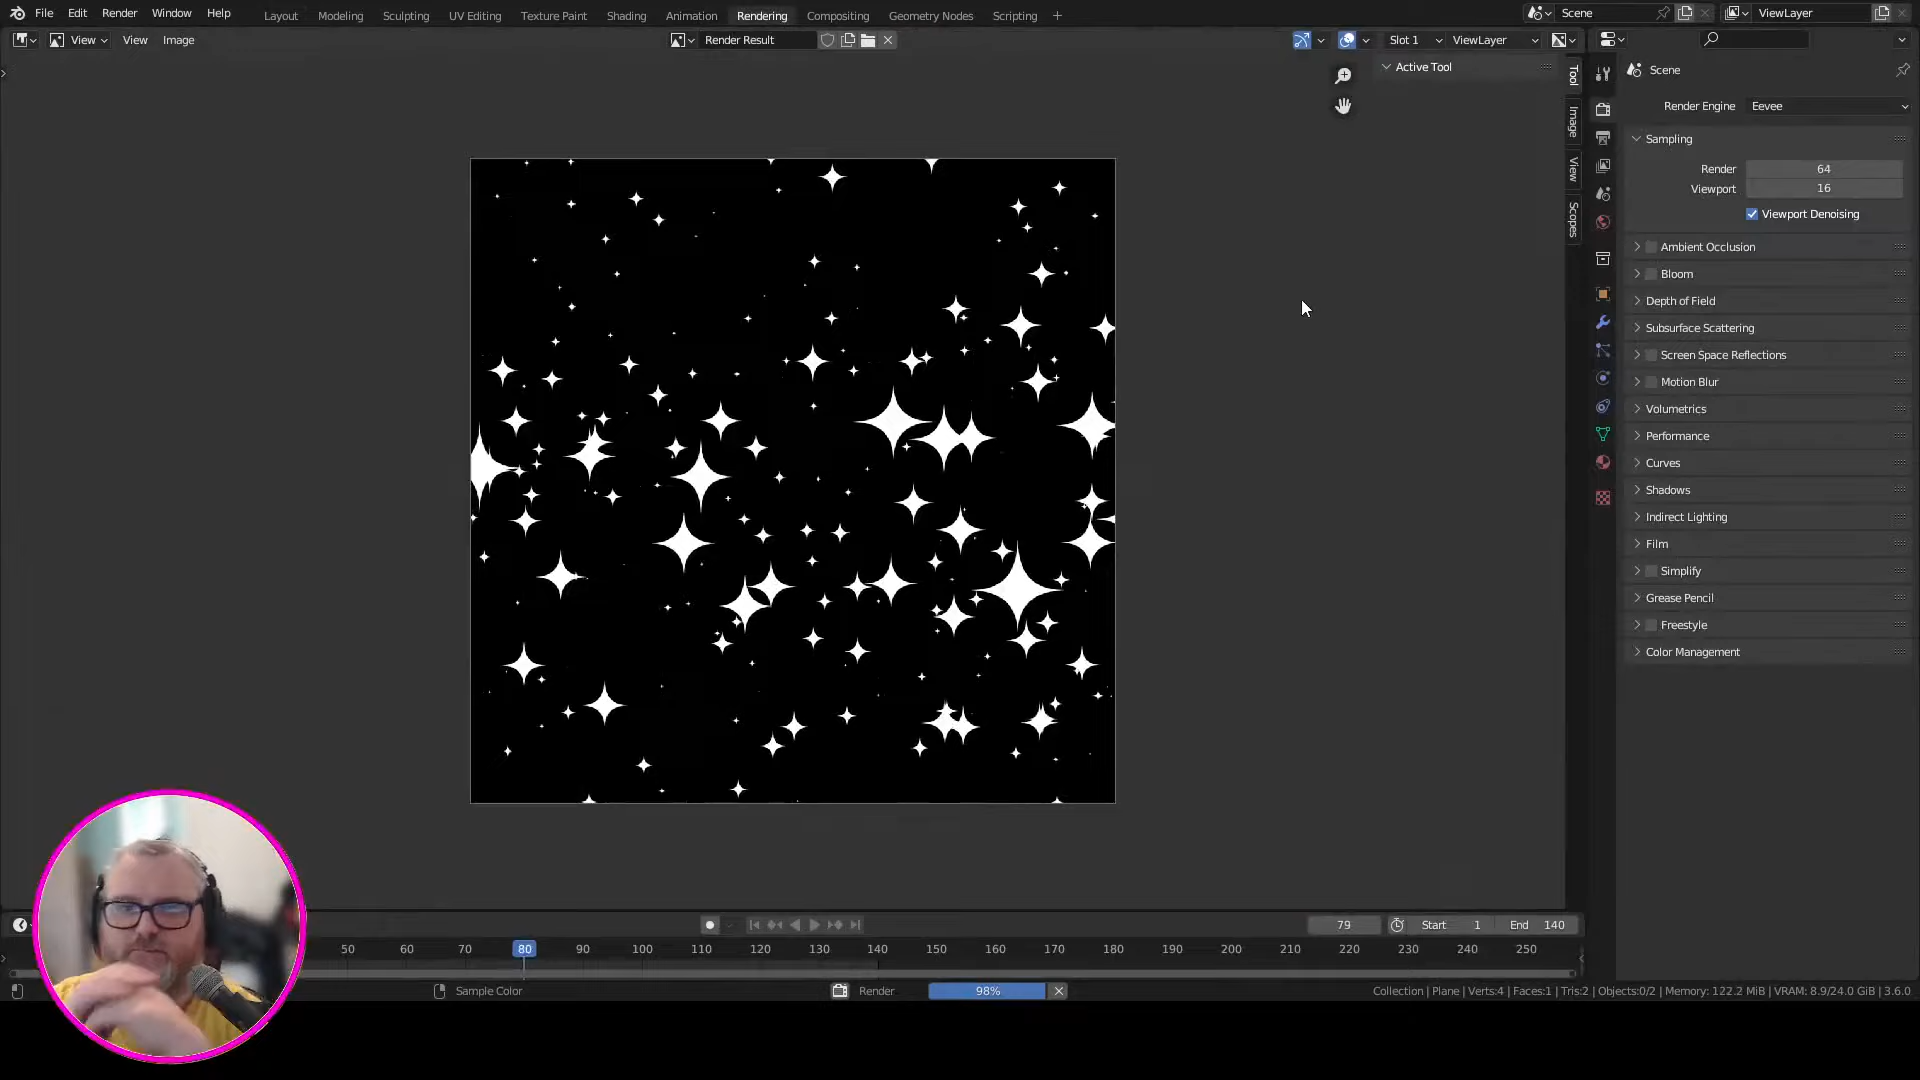 File Edit Render Window Help Layout Modeling Sculpting UV Editing Texture Paint Shading Animation Rendering Compositing Geometry Nodes Scripting + Scene ViewLayer
View View Image Render Result Slot 1 ViewLayer
Active Tool
Tool
Image
View
Scopes
Scene
Render Engine Eevee
Sampling
Render 64
Viewport 16
Viewport Denoising
Ambient Occlusion
Bloom
Depth of Field
Subsurface Scattering
Screen Space Reflections
Motion Blur
Volumetrics
Performance
Curves
Shadows
Indirect Lighting
Film
Simplify
Grease Pencil
Freestyle
Color Management
79 Start 1 End 140
50 60 70 80 90 100 110 120 130 140 150 160 170 180 190 200 210 220 230 240 250
Sample Color Render 98% Collection | Plane | Verts:4 | Faces:1 | Tris:2 | Objects:0/2 | Memory: 122.2 MiB | VRAM: 8.9/24.0 GiB | 3.6.0